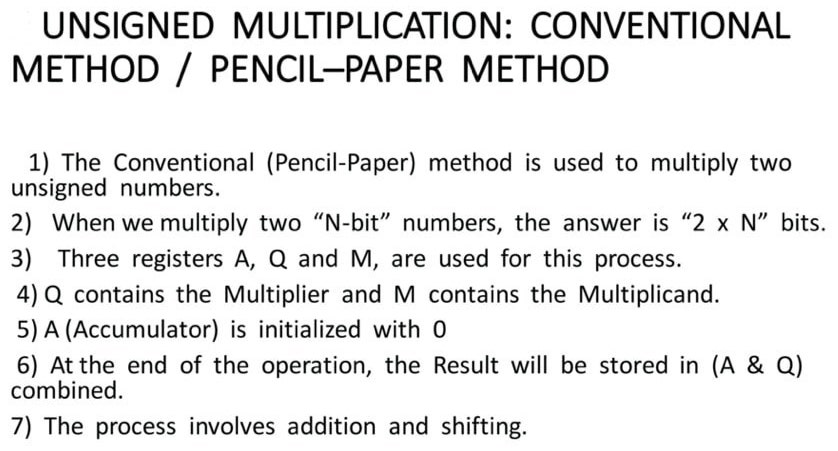 UNSIGNED MULTIPLICATION: CONVENTIONAL
METHOD / PENCIL–PAPER METHOD
1) The Conventional (Pencil-Paper) method is used to multiply two
unsigned numbers.
2) When we multiply two “N-bit” numbers, the answer is “2 x N” bits.
3) Three registers A, Q and M, are used for this process.
4) Q contains the Multiplier and M contains the Multiplicand.
5) A (Accumulator) is initialized with 0
6) At the end of the operation, the Result will be stored in (A & Q)
combined.
7) The process involves addition and shifting.